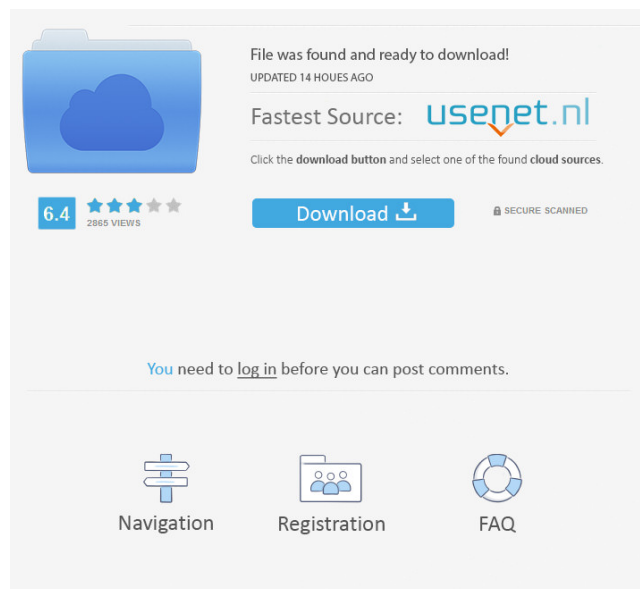 File was found and ready to download!
UPDATED 14 HOUES AGO
Fastest Source: usenet.nl
Click the download button and select one of the found cloud sources.
6.4
2865 VIEWS
Download
SECURE SCANNED
You need to log in before you can post comments.
Navigation
Registration
FAQ